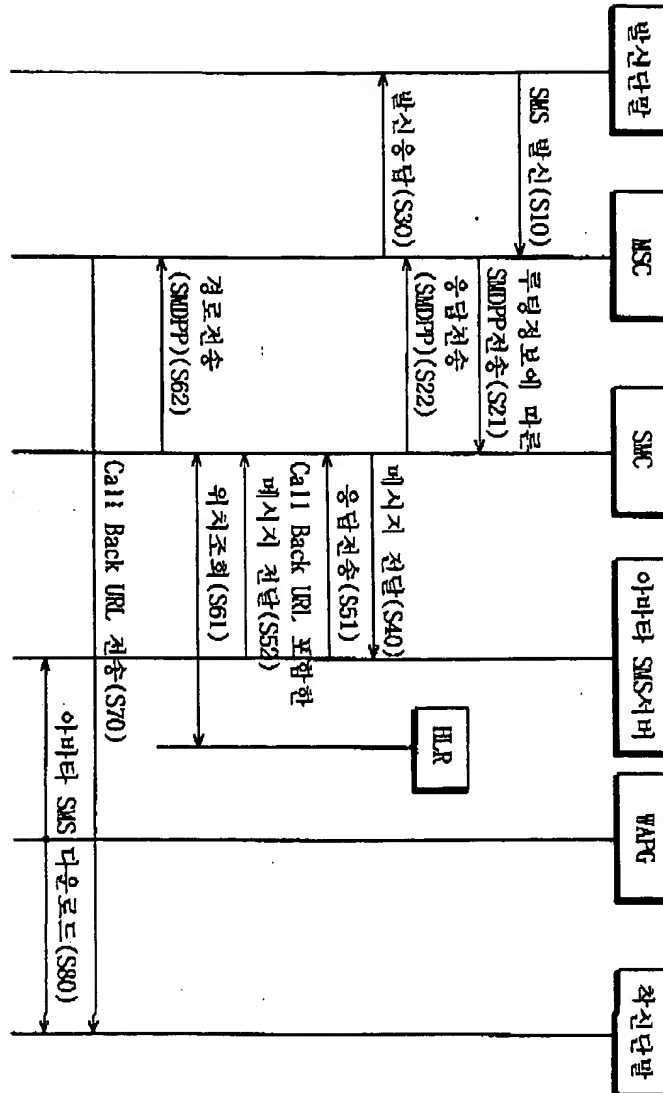 발신단말
MSC
SMC
아바타 SMS서버
WAPG
착신단말
HLR
SMS 발신(S10)
루팅정보에 따른
SMDPP전송(S21)
응답전송
(SMDPP)(S22)
발신응답(S30)
메시지 전달(S40)
응답전송(S51)
Call Back URL 포함한
메시지 전달(S52)
위치조회(S61)
경로전송
(SMDPP)(S62)
Call Back URL 전송(S70)
아바타 SMS 다운로드(S80)